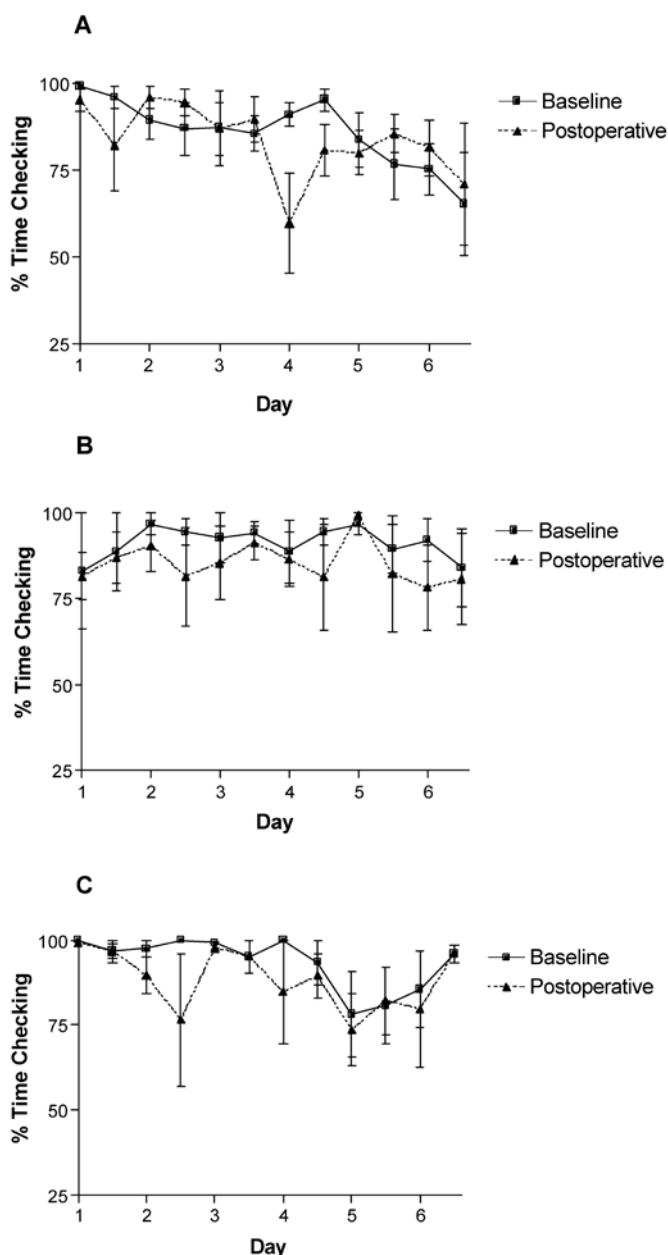 A
100
75
50
25
% Time Checking
1 2 3 4 5 6
Day
Baseline
Postoperative
B
100
75
50
25
% Time Checking
1 2 3 4 5 6
Day
Baseline
Postoperative
C
100
75
50
25
% Time Checking
1 2 3 4 5 6
Day
Baseline
Postoperative